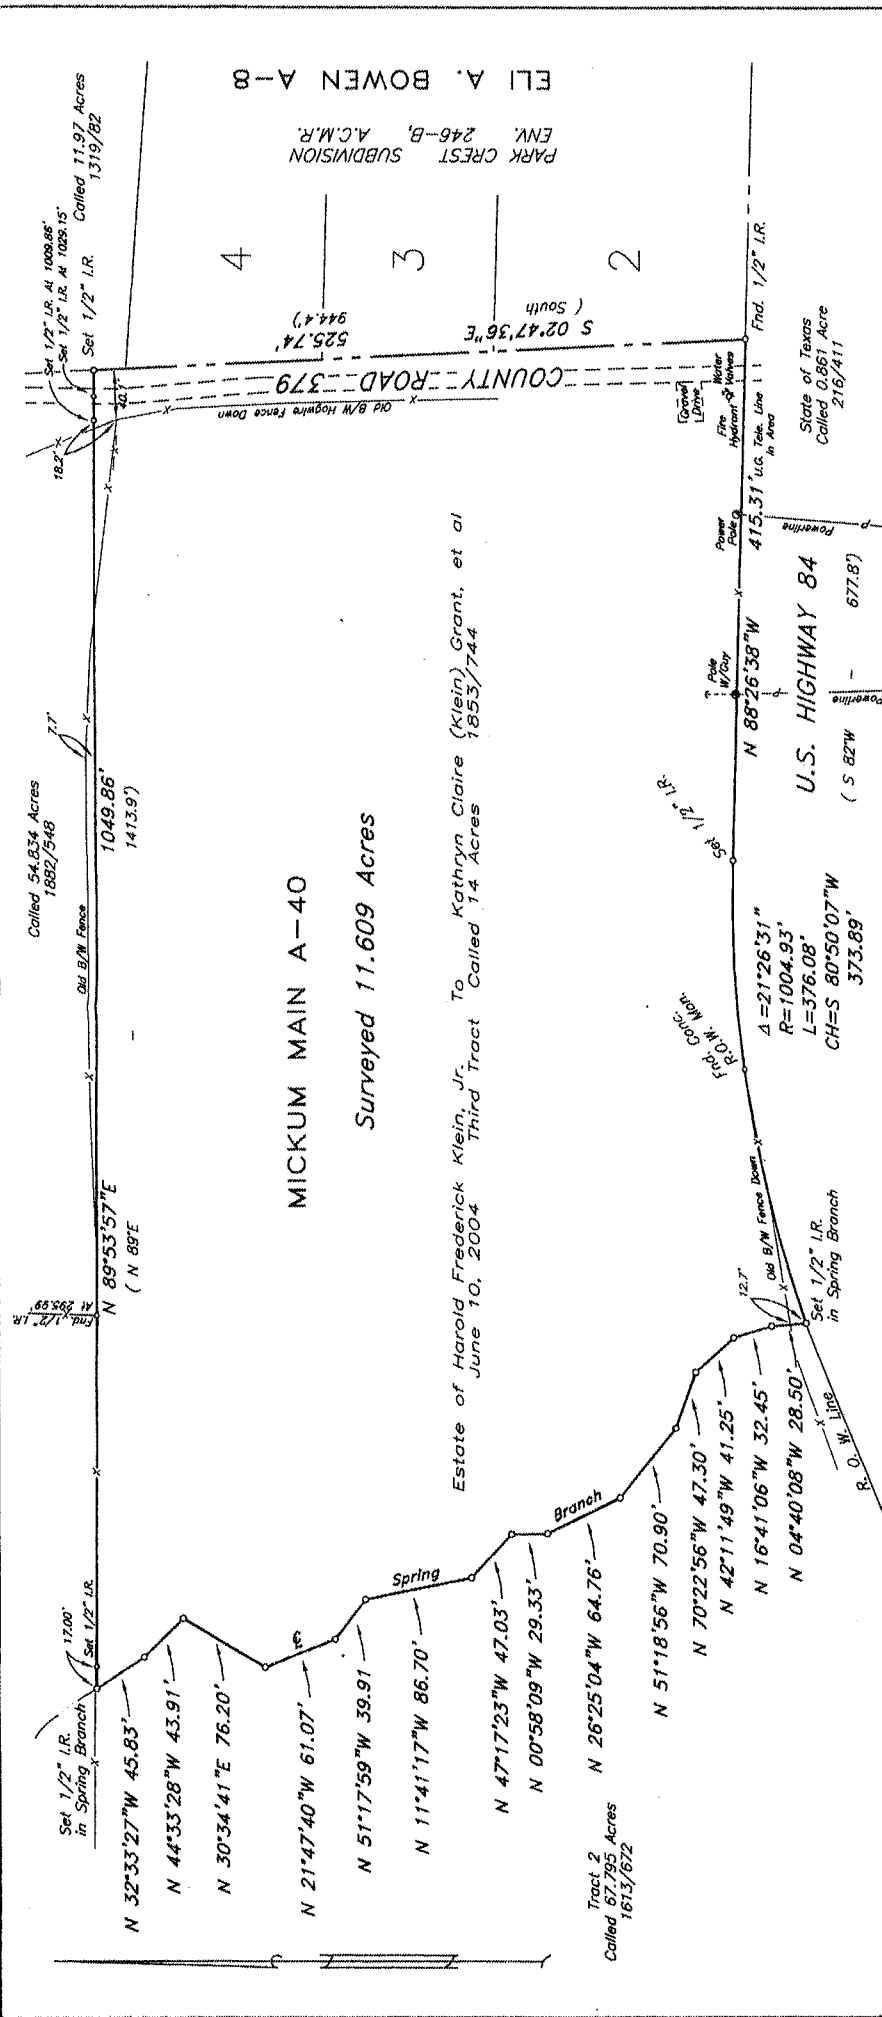 Set 1/2" I.R.
in Spring Branch
17.00'
Set 1/2" I.R.
Fnd. 1/2" I.R.
At 295.99'
N 89°53'57"E
( N 89°E
-
1049.86'
1413.9')
Called 54.834 Acres
1882/548
Old B/W Fence
7.7'
18.2'
40.7'
Set 1/2" I.R. At 1009.86'
Set 1/2" I.R. At 1029.15'
Set 1/2" I.R.
Called 11.97 Acres
1319/82
ELI A. BOWEN A-8
PARK CREST SUBDIVISION
ENV. 246-B, A.C.M.R.
4
3
2
S 02°47'36"E
( South
525.74'
944.4')
COUNTY ROAD 379
Old B/W Hogwire Fence Down
Gravel
Drive
Fire
Hydrant
Water
Valves
Fnd. 1/2" I.R.
State of Texas
Called 0.861 Acre
216/411
U.G. Tele. Line
in Area
Power
Pole
415.31'
Powerline
Pole
W/Guy
N 88°26'38"W
U.S. HIGHWAY 84
( S 82°W
-
677.8')
Powerline
Set 1/2" I.R.
Fnd. Conc.
R.O.W. Mon.
Δ=21°26'31"
R=1004.93'
L=376.08'
CH=S 80°50'07"W
373.89'
MICKUM MAIN A-40
Surveyed 11.609 Acres
Estate of Harold Frederick Klein, Jr. To Kathryn Claire (Klein) Grant, et al
June 10, 2004 Third Tract Called 14 Acres 1853/744
Old B/W Fence Down
12.7'
Set 1/2" I.R.
in Spring Branch
R. O. W. Line
Spring
Branch
N 32°33'27"W 45.83'
N 44°33'28"W 43.91'
N 30°34'41"E 76.20'
N 21°47'40"W 61.07'
N 51°17'59"W 39.91
N 11°41'17"W 86.70'
N 47°17'23"W 47.03'
N 00°58'09"W 29.33'
N 26°25'04"W 64.76'
N 51°18'56"W 70.90'
N 70°22'56"W 47.30'
N 42°11'49"W 41.25'
N 16°41'06"W 32.45'
N 04°40'08"W 28.50'
Tract 2
Called 67.795 Acres
1613/672
N